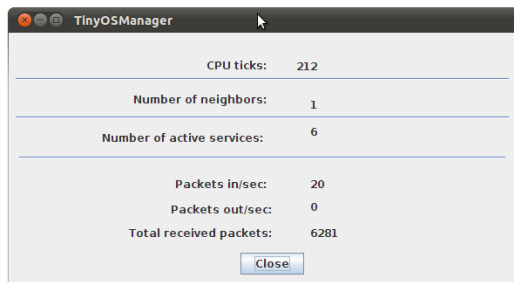 TinyOSManager
CPU ticks: 212
Number of neighbors: 1
Number of active services: 6
Packets in/sec: 20
Packets out/sec: 0
Total received packets: 6281
Close